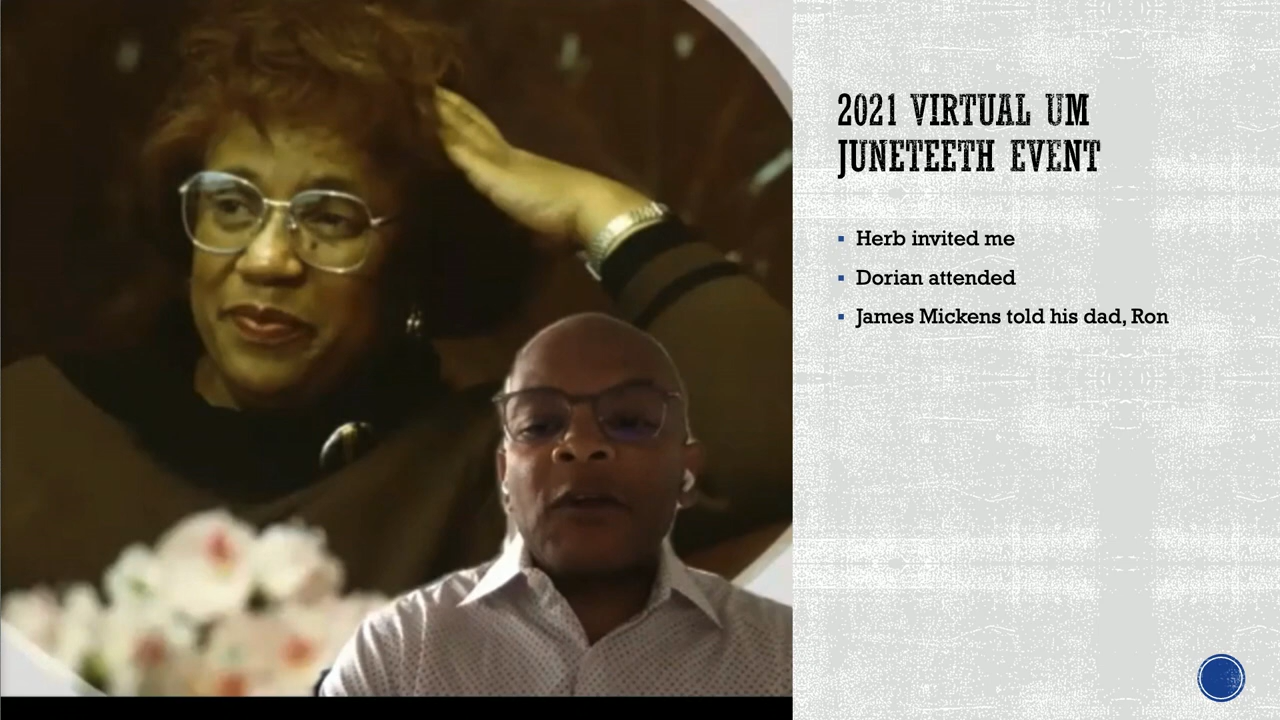 2021 VIRTUAL UM
JUNETEETH EVENT
▪ Herb invited me
▪ Dorian attended
▪ James Mickens told his dad, Ron